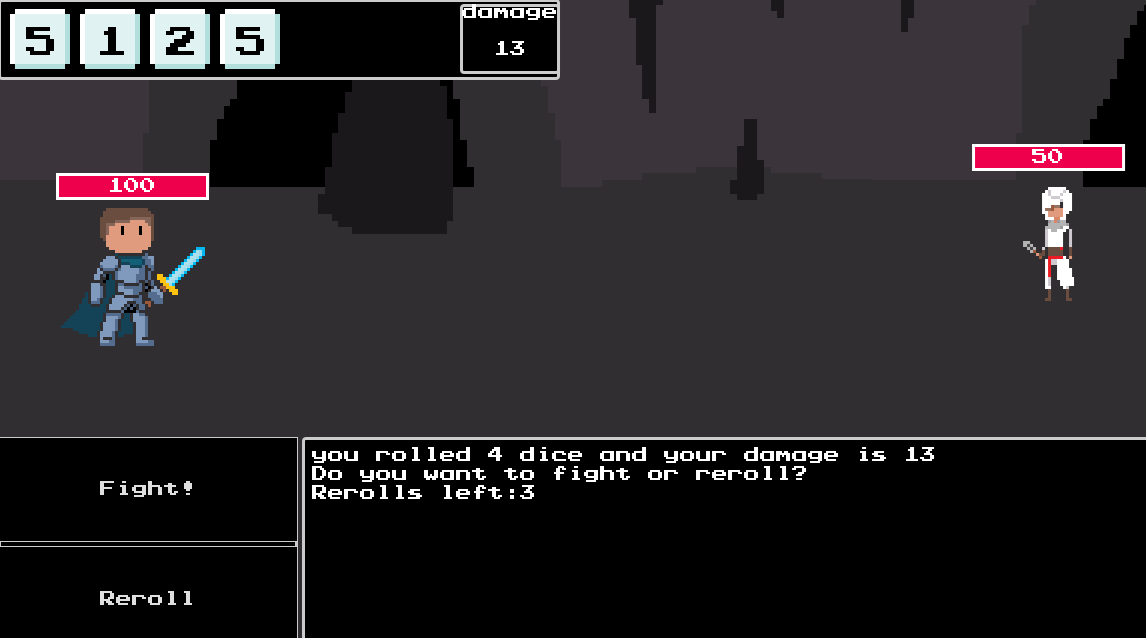 5 1 2 5
damage
13
100
50
Fight!
Reroll
you rolled 4 dice and your damage is 13
Do you want to fight or reroll?
Rerolls left:3